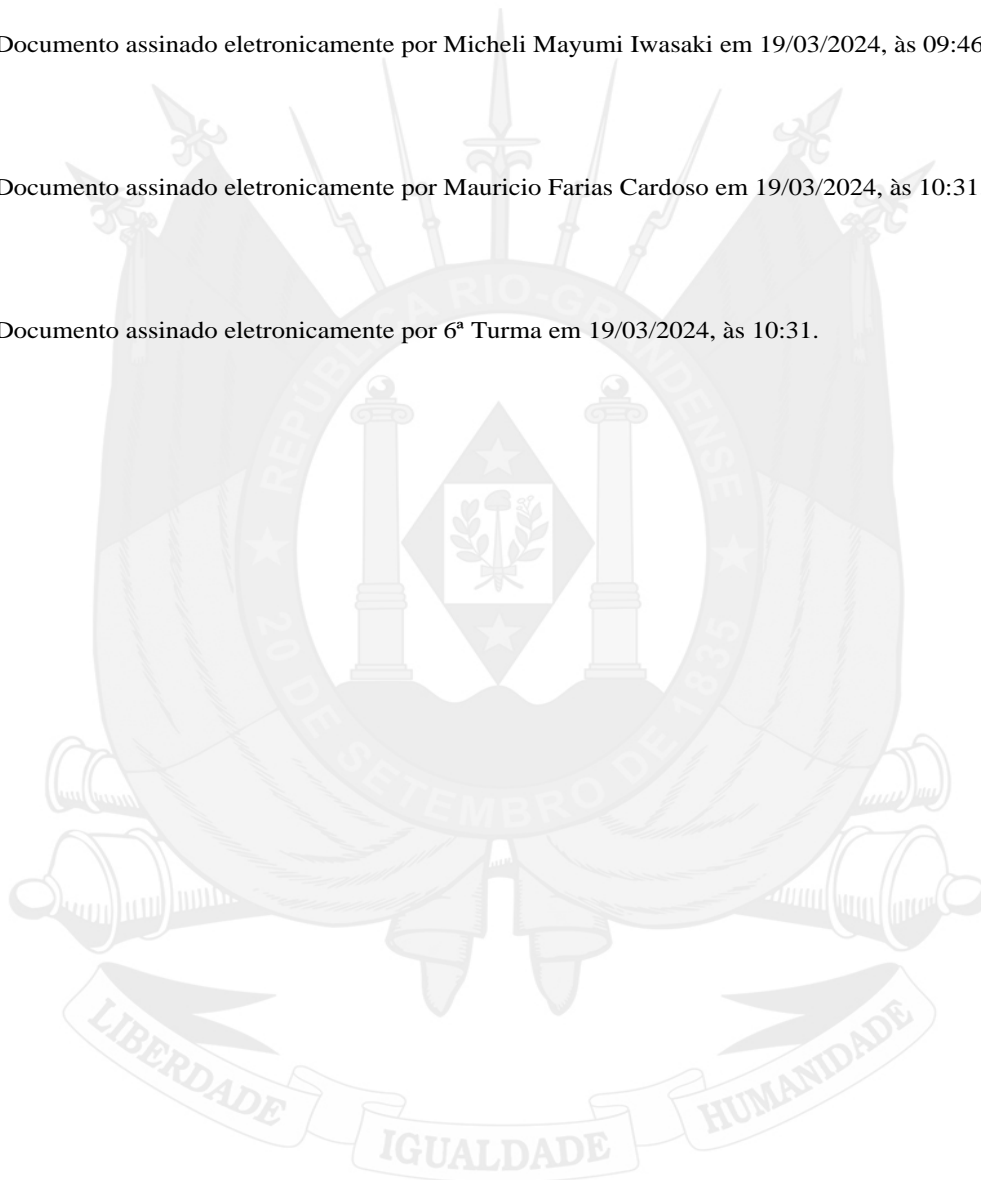 Documento assinado eletronicamente por Micheli Mayumi Iwasaki em 19/03/2024, às 09:46
Documento assinado eletronicamente por Mauricio Farias Cardoso em 19/03/2024, às 10:31
Documento assinado eletronicamente por 6ª Turma em 19/03/2024, às 10:31.
REPÚBLICA RIO-GRANDENSE
20 DE SETEMBRO DE 1835
LIBERDADE
IGUALDADE
HUMANIDADE